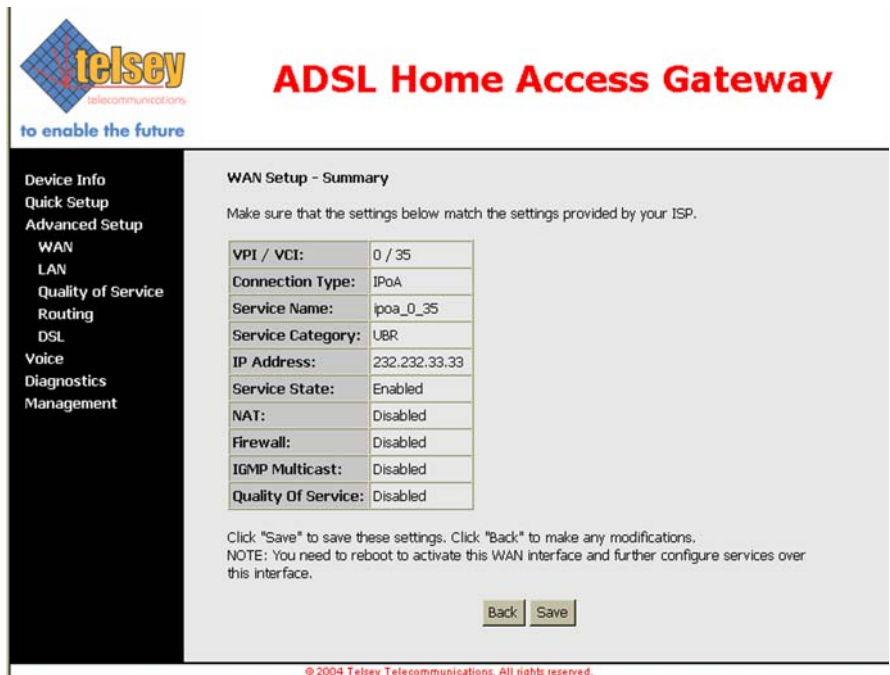 telsey
telecommunications
to enable the future
ADSL Home Access Gateway
Device Info
Quick Setup
Advanced Setup
WAN
LAN
Quality of Service
Routing
DSL
Voice
Diagnostics
Management
WAN Setup - Summary
Make sure that the settings below match the settings provided by your ISP.
VPI / VCI: 0 / 35
Connection Type: IPoA
Service Name: ipoa_0_35
Service Category: UBR
IP Address: 232.232.33.33
Service State: Enabled
NAT: Disabled
Firewall: Disabled
IGMP Multicast: Disabled
Quality Of Service: Disabled
Click "Save" to save these settings. Click "Back" to make any modifications.
NOTE: You need to reboot to activate this WAN interface and further configure services over
this interface.
Back Save
© 2004 Telsey Telecommunications. All rights reserved.